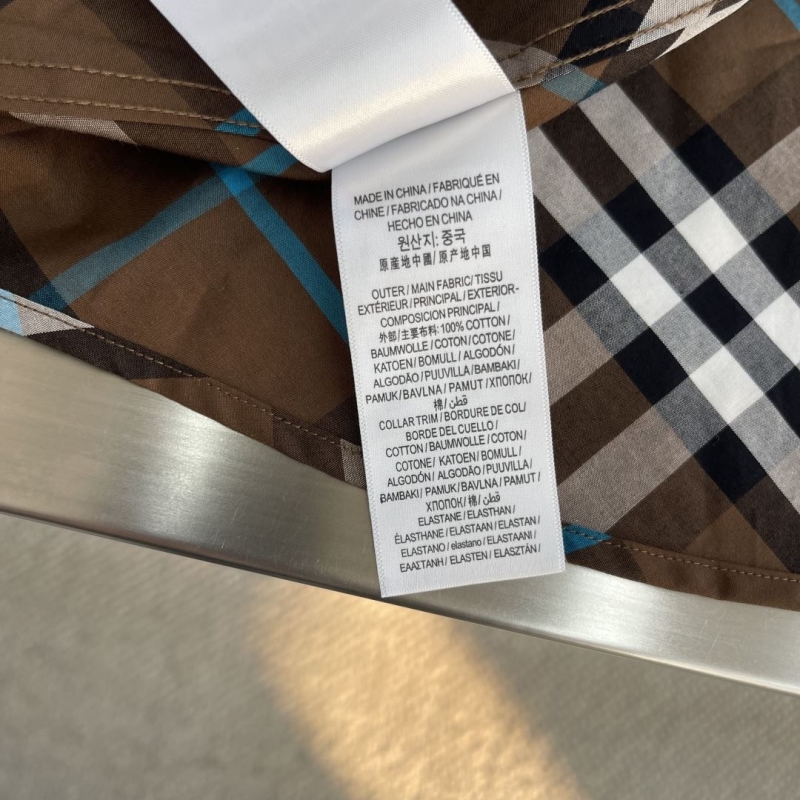 MADE IN CHINA / FABRIQUÉ EN
CHINE / FABRICADO NA CHINA /
HECHO EN CHINA
원산지: 중국
原産地中國/ 原产地中国
OUTER / MAIN FABRIC/ TISSU
EXTÉRIEUR / PRINCIPAL / EXTERIOR-
COMPOSICION PRINCIPAL /
外部/主要布料: 100% COTTON /
BAUMWOLLE / COTON / COTONE/
KATOEN / BOMULL / ALGODÓN /
ALGODÃO / PUUVILLA / BAMBAKI/
PAMUK / BAVLNA / PAMUT / ХПОПОК/
棉/ قطن
COLLAR TRIM / BORDURE DE COL/
BORDE DEL CUELLO /
COTTON / BAUMWOLLE / COTON /
COTONE/ KATOEN / BOMULL /
ALGODÓN / ALGODÃO / PUUVILLA /
BAMBAKI / PAMUK / BAVLNA / PAMUT /
ХПОПОК/ 棉/ قطن
ELASTANE / ELASTHAN /
ÉLASTHANE / ELASTAAN / ELASTAN /
ELASTANO / elastano / ELASTAANI /
ΕΛΑΣΤΑΝΗ / ELASTEN / ELASZTÁN /